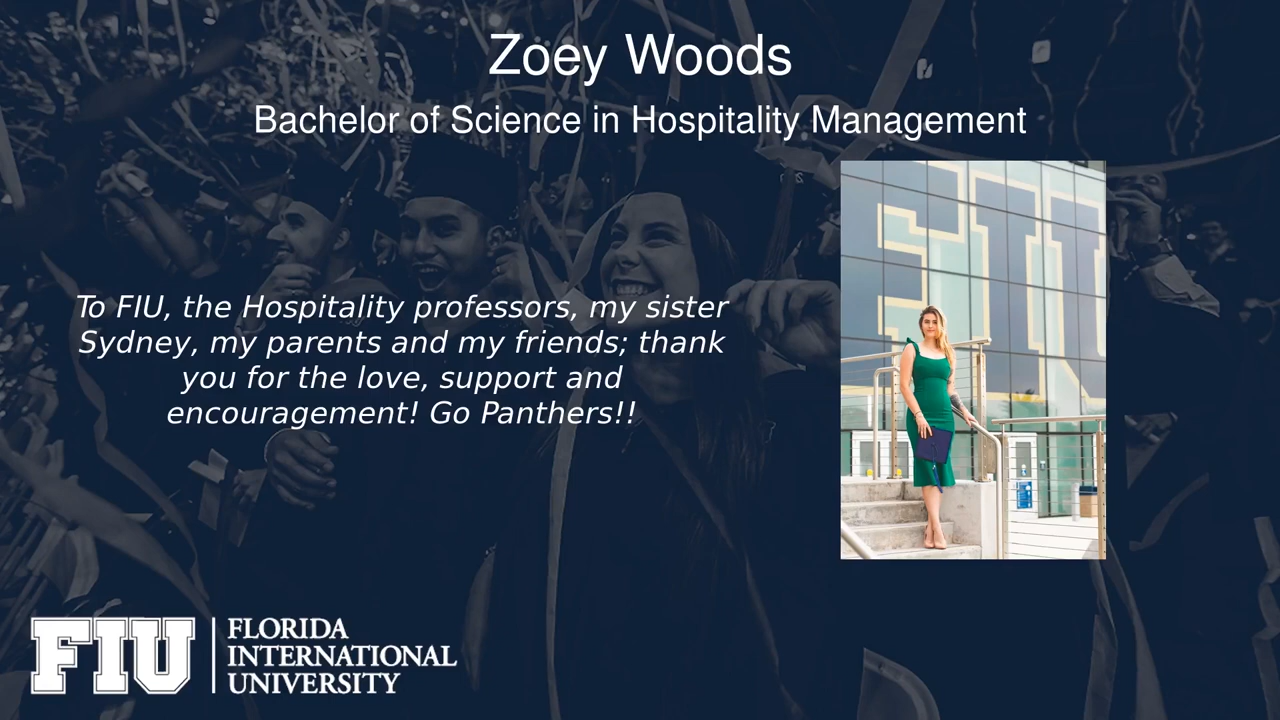 Zoey Woods
Bachelor of Science in Hospitality Management
FIU
To FIU, the Hospitality professors, my sister
Sydney, my parents and my friends; thank
you for the love, support and
encouragement! Go Panthers!!
FIU
FLORIDA
INTERNATIONAL
UNIVERSITY